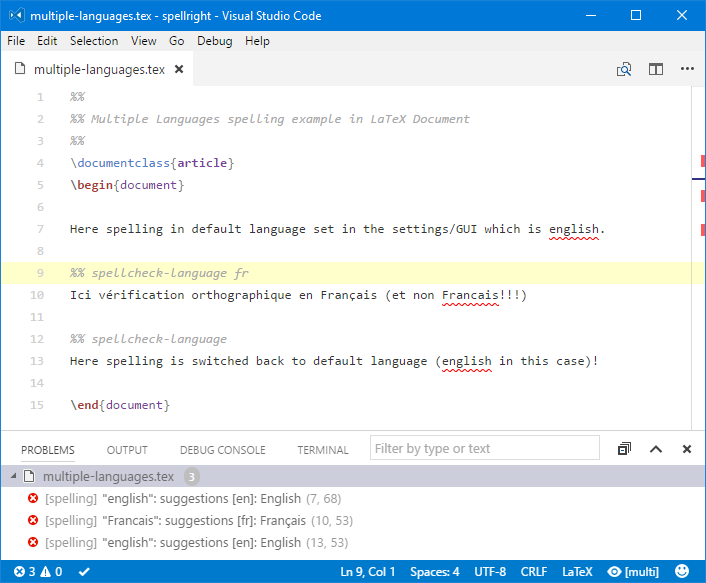 multiple-languages.tex - spellright - Visual Studio Code
File Edit Selection View Go Debug Help
multiple-languages.tex
1 %%
2 %% Multiple Languages spelling example in LaTeX Document
3 %%
4 \documentclass{article}
5 \begin{document}
6
7 Here spelling in default language set in the settings/GUI which is english.
8
9 %% spellcheck-language fr
10 Ici vérification orthographique en Français (et non Francais!!!)
11
12 %% spellcheck-language
13 Here spelling is switched back to default language (english in this case)!
14
15 \end{document}
PROBLEMS OUTPUT DEBUG CONSOLE TERMINAL Filter by type or text
multiple-languages.tex 3
[spelling] "english": suggestions [en]: English (7, 68)
[spelling] "Francais": suggestions [fr]: Français (10, 53)
[spelling] "english": suggestions [en]: English (13, 53)
3 0 Ln 9, Col 1 Spaces: 4 UTF-8 CRLF LaTeX [multi]